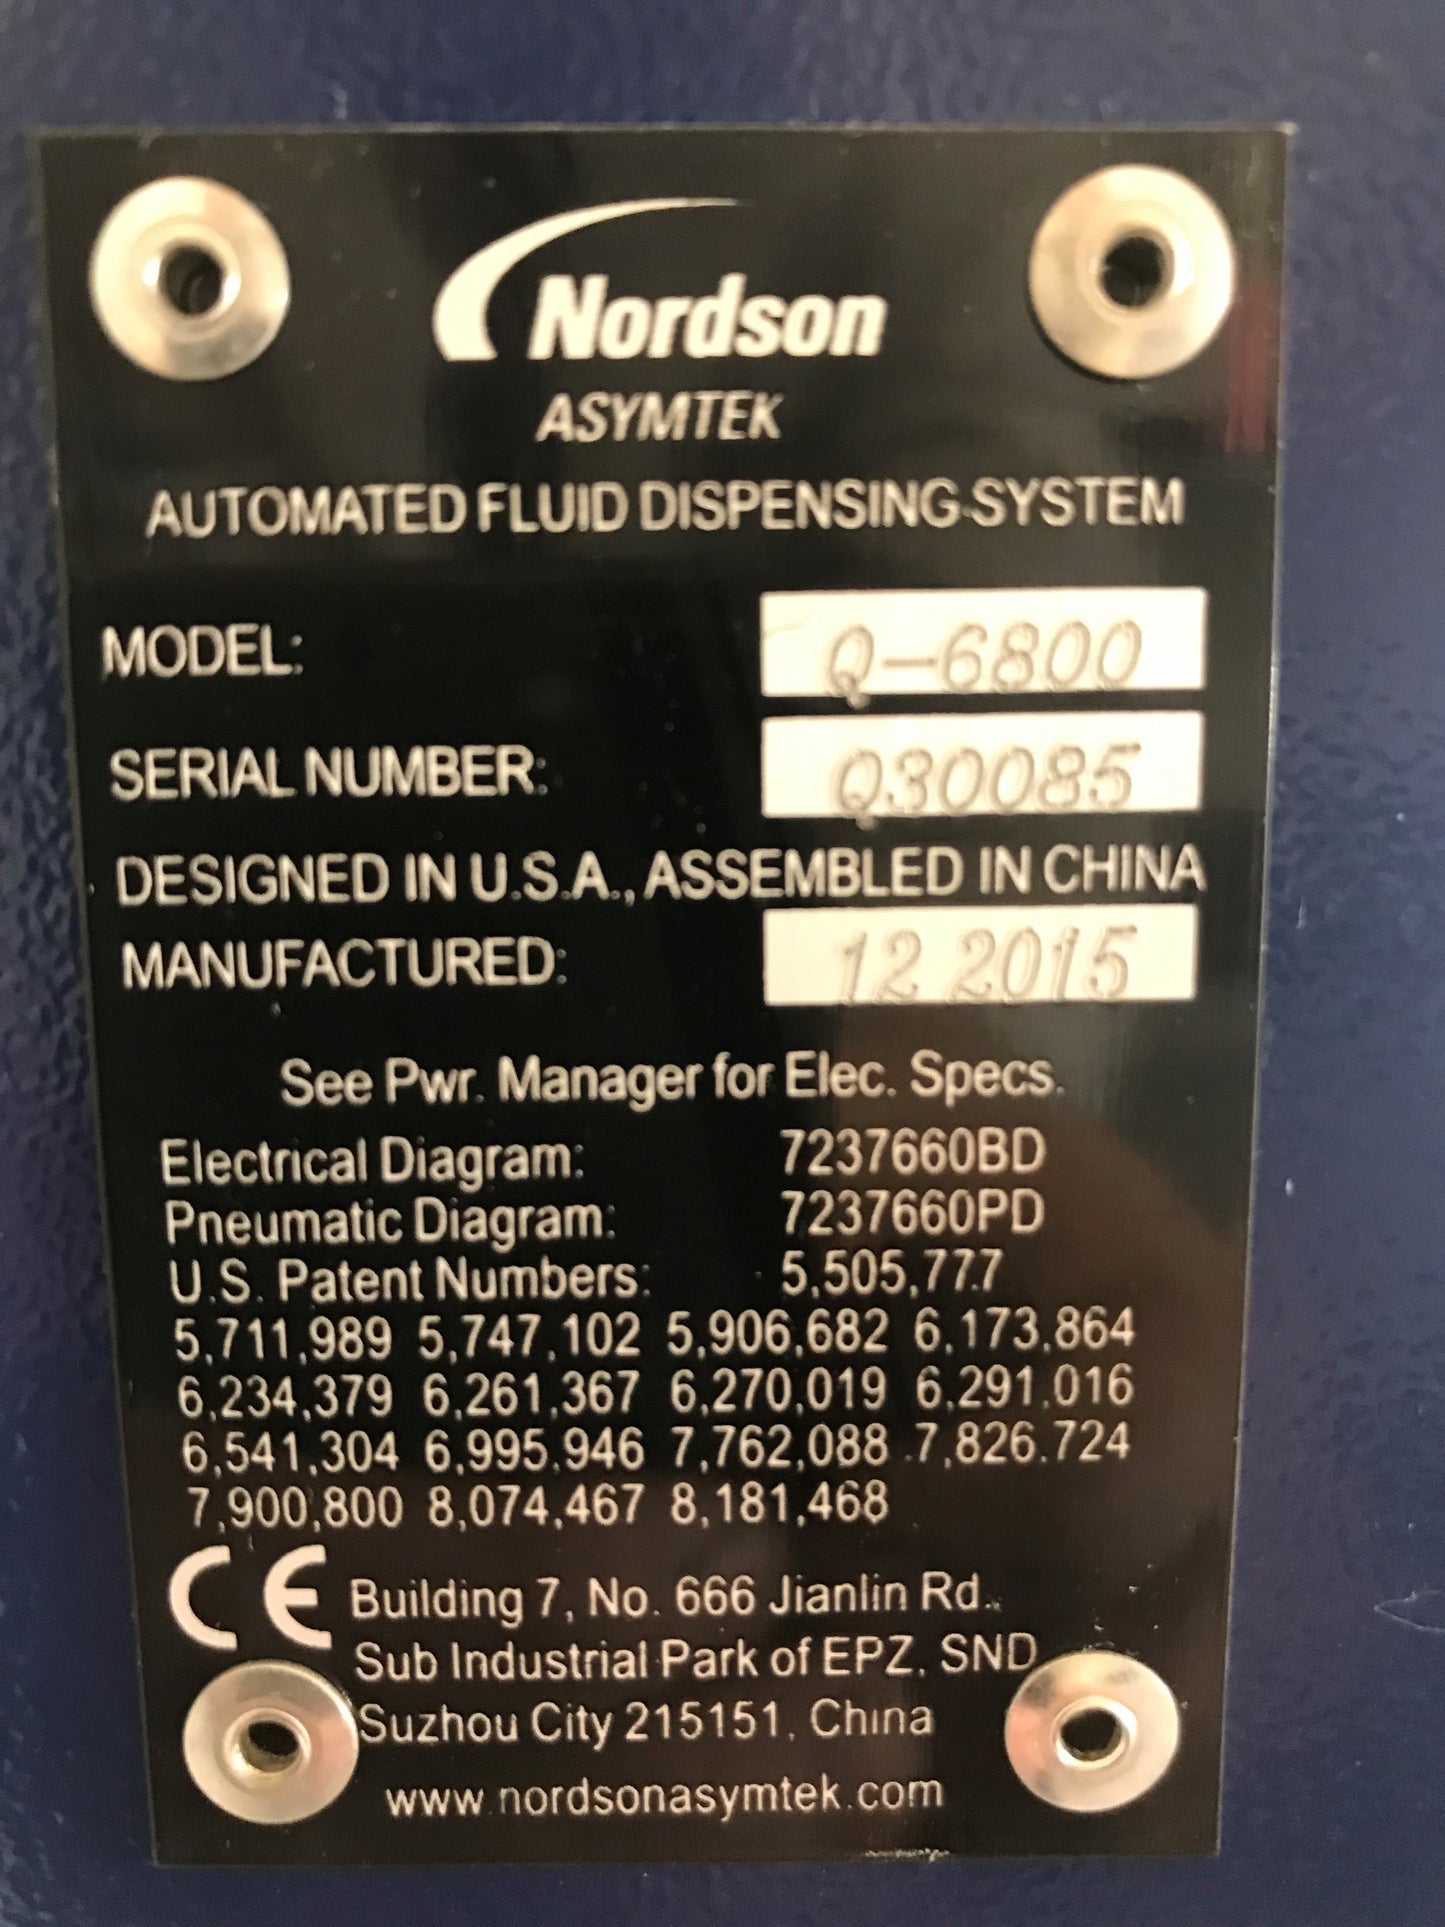 Nordson
ASYMTEK
AUTOMATED FLUID DISPENSING SYSTEM
MODEL: Q-6800
SERIAL NUMBER: Q30085
DESIGNED IN U.S.A., ASSEMBLED IN CHINA
MANUFACTURED: 12 2015
See Pwr. Manager for Elec. Specs.
Electrical Diagram: 7237660BD
Pneumatic Diagram: 7237660PD
U.S. Patent Numbers: 5,505,777
5,711,989 5,747,102 5,906,682 6,173,864
6,234,379 6,261,367 6,270,019 6,291,016
6,541,304 6,995,946 7,762,088 7,826,724
7,900,800 8,074,467 8,181,468
CE Building 7, No. 666 Jianlin Rd.
Sub Industrial Park of EPZ, SND
Suzhou City 215151, China
www.nordsonasymtek.com